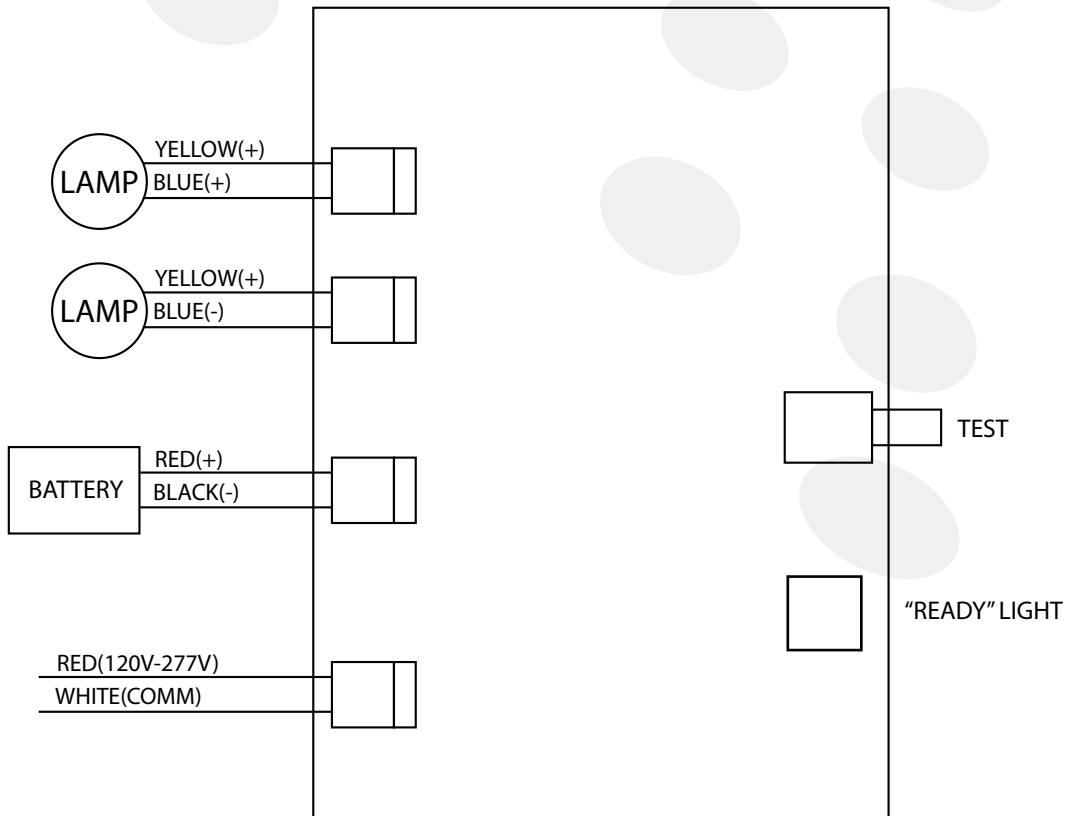 YELLOW(+)
LAMP
BLUE(+)
YELLOW(+)
LAMP
BLUE(-)
TEST
RED(+)
BATTERY
BLACK(-)
"READY" LIGHT
RED(120V-277V)
WHITE(COMM)